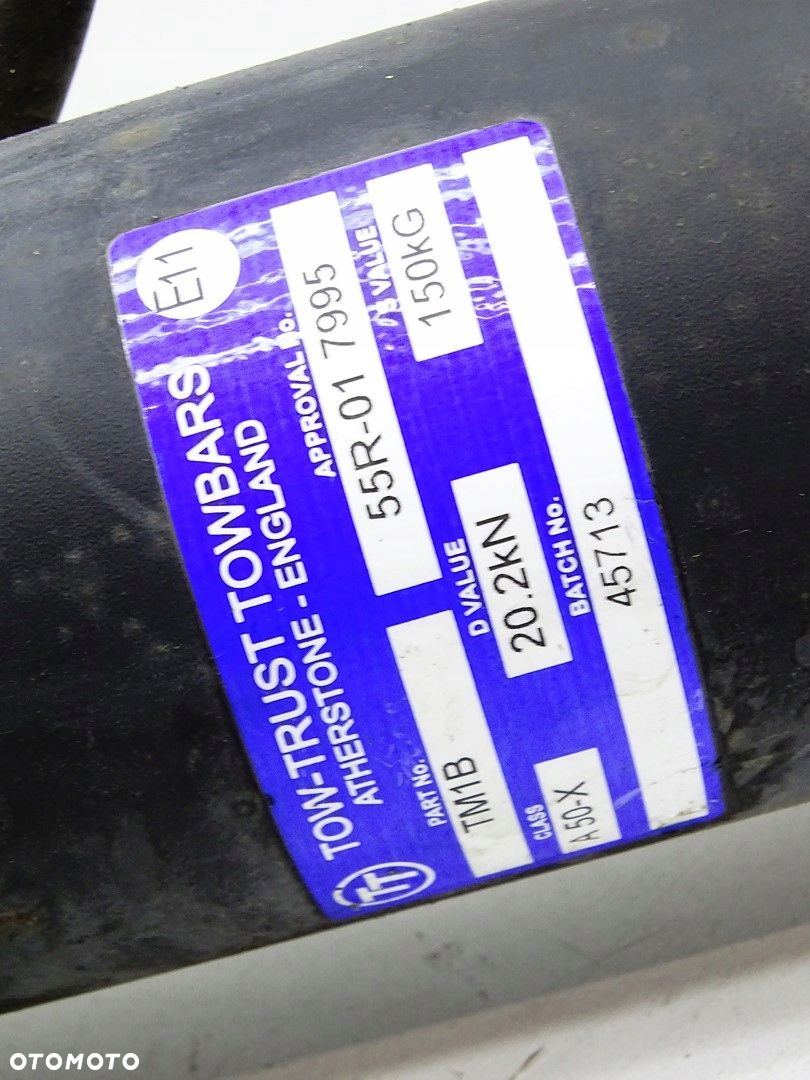 TT
TOW-TRUST TOWBARS
E11
ATHERSTONE - ENGLAND
PART No.
TM1B
APPROVAL No.
55R-01 7995
CLASS
A 50-X
D VALUE
20.2kN
S VALUE
150kG
BATCH No.
45713
OTOMOTO